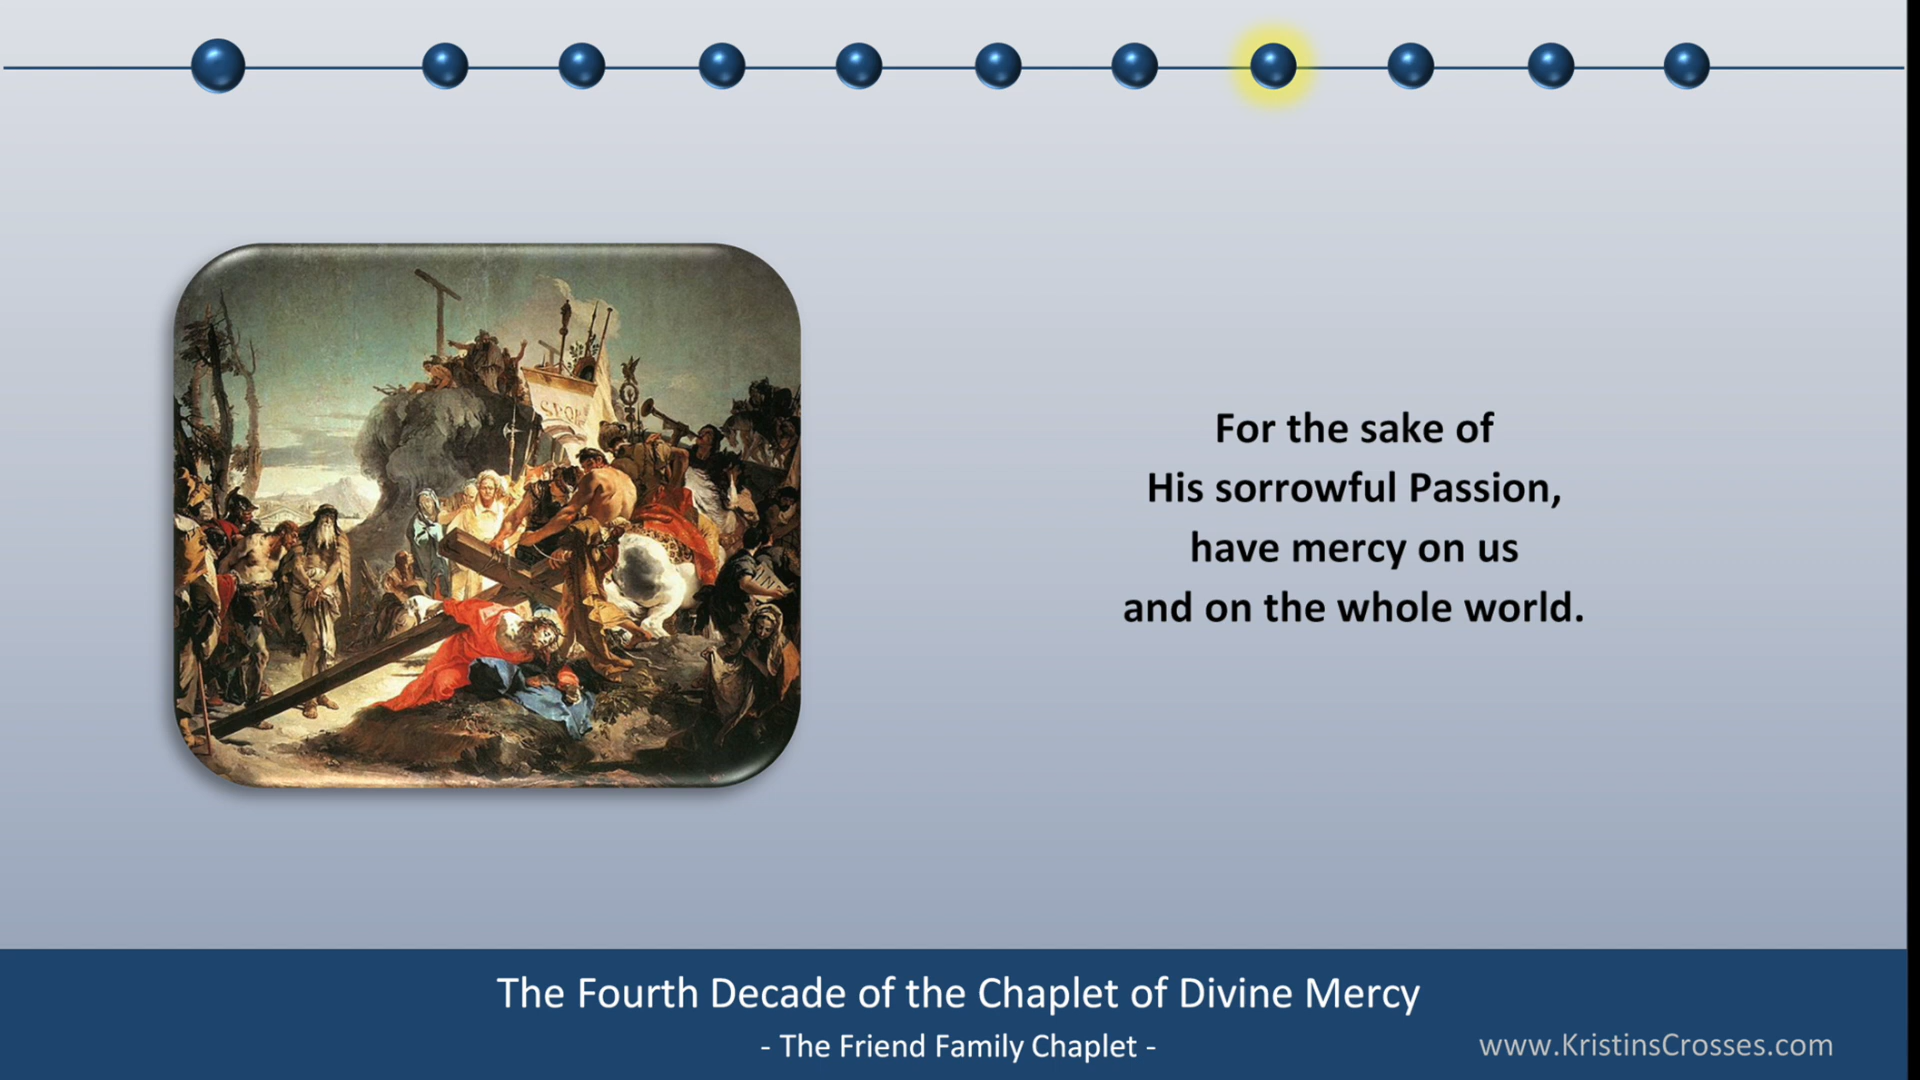 SPQR
For the sake of
His sorrowful Passion,
have mercy on us
and on the whole world.
The Fourth Decade of the Chaplet of Divine Mercy
- The Friend Family Chaplet -
www.KristinsCrosses.com